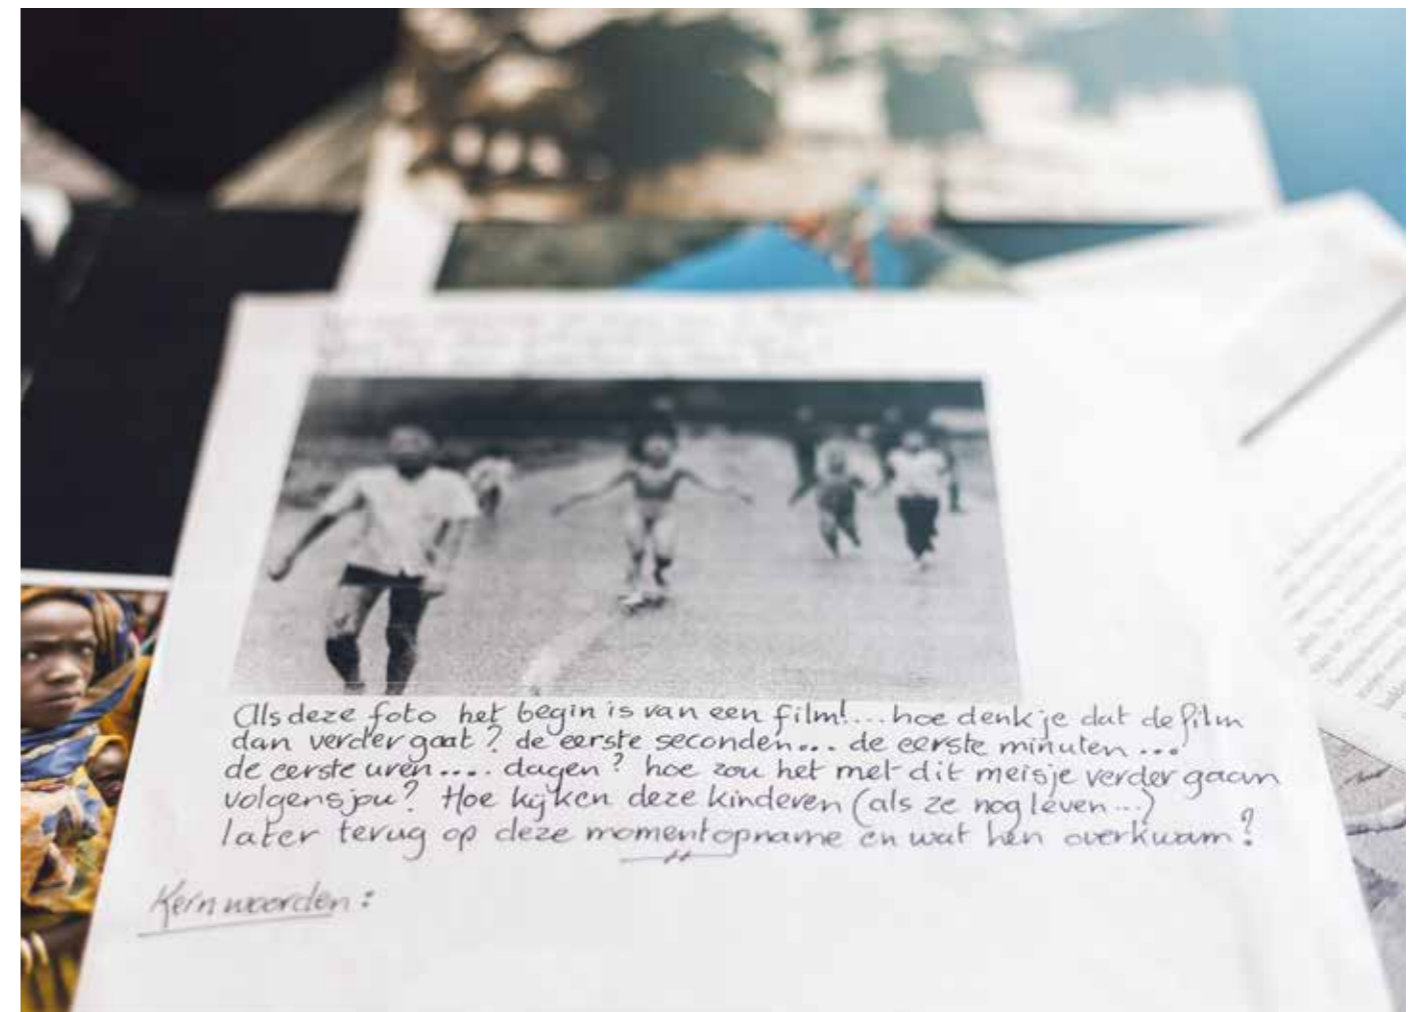 Als deze foto het begin is van een film!... hoe denk je dat de film
dan verder gaat? de eerste seconden... de eerste minuten ...
de eerste uren.... dagen? hoe zou het met dit meisje verder gaan
volgens jou? Hoe kijken deze kinderen (als ze nog leven...)
later terug op deze momentopname en wat hen overkwam?
Kernwoorden: